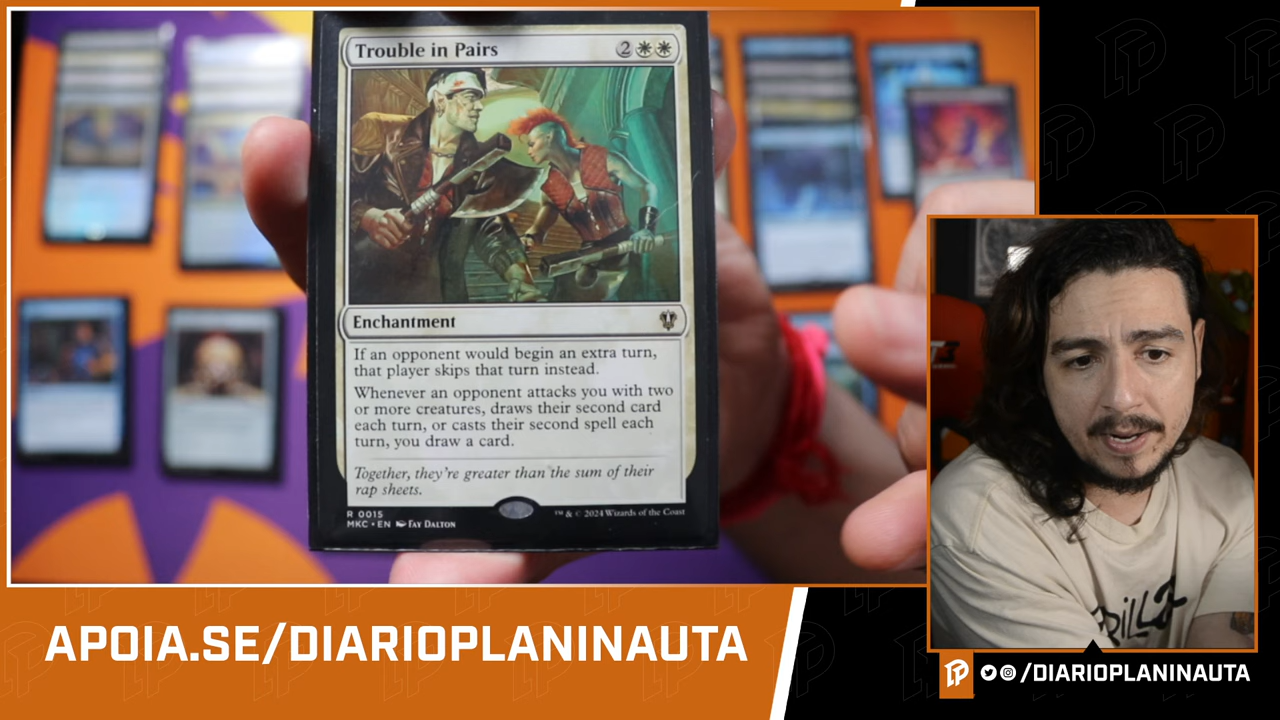 Trouble in Pairs 2
Enchantment
If an opponent would begin an extra turn,
that player skips that turn instead.
Whenever an opponent attacks you with two
or more creatures, draws their second card
each turn, or casts their second spell each
turn, you draw a card.
Together, they're greater than the sum of their
rap sheets.
R 0015
MKC • EN FAY DALTON
™ & © 2024 Wizards of the Coast
APOIA.SE/DIARIOPLANINAUTA
/DIARIOPLANINAUTA